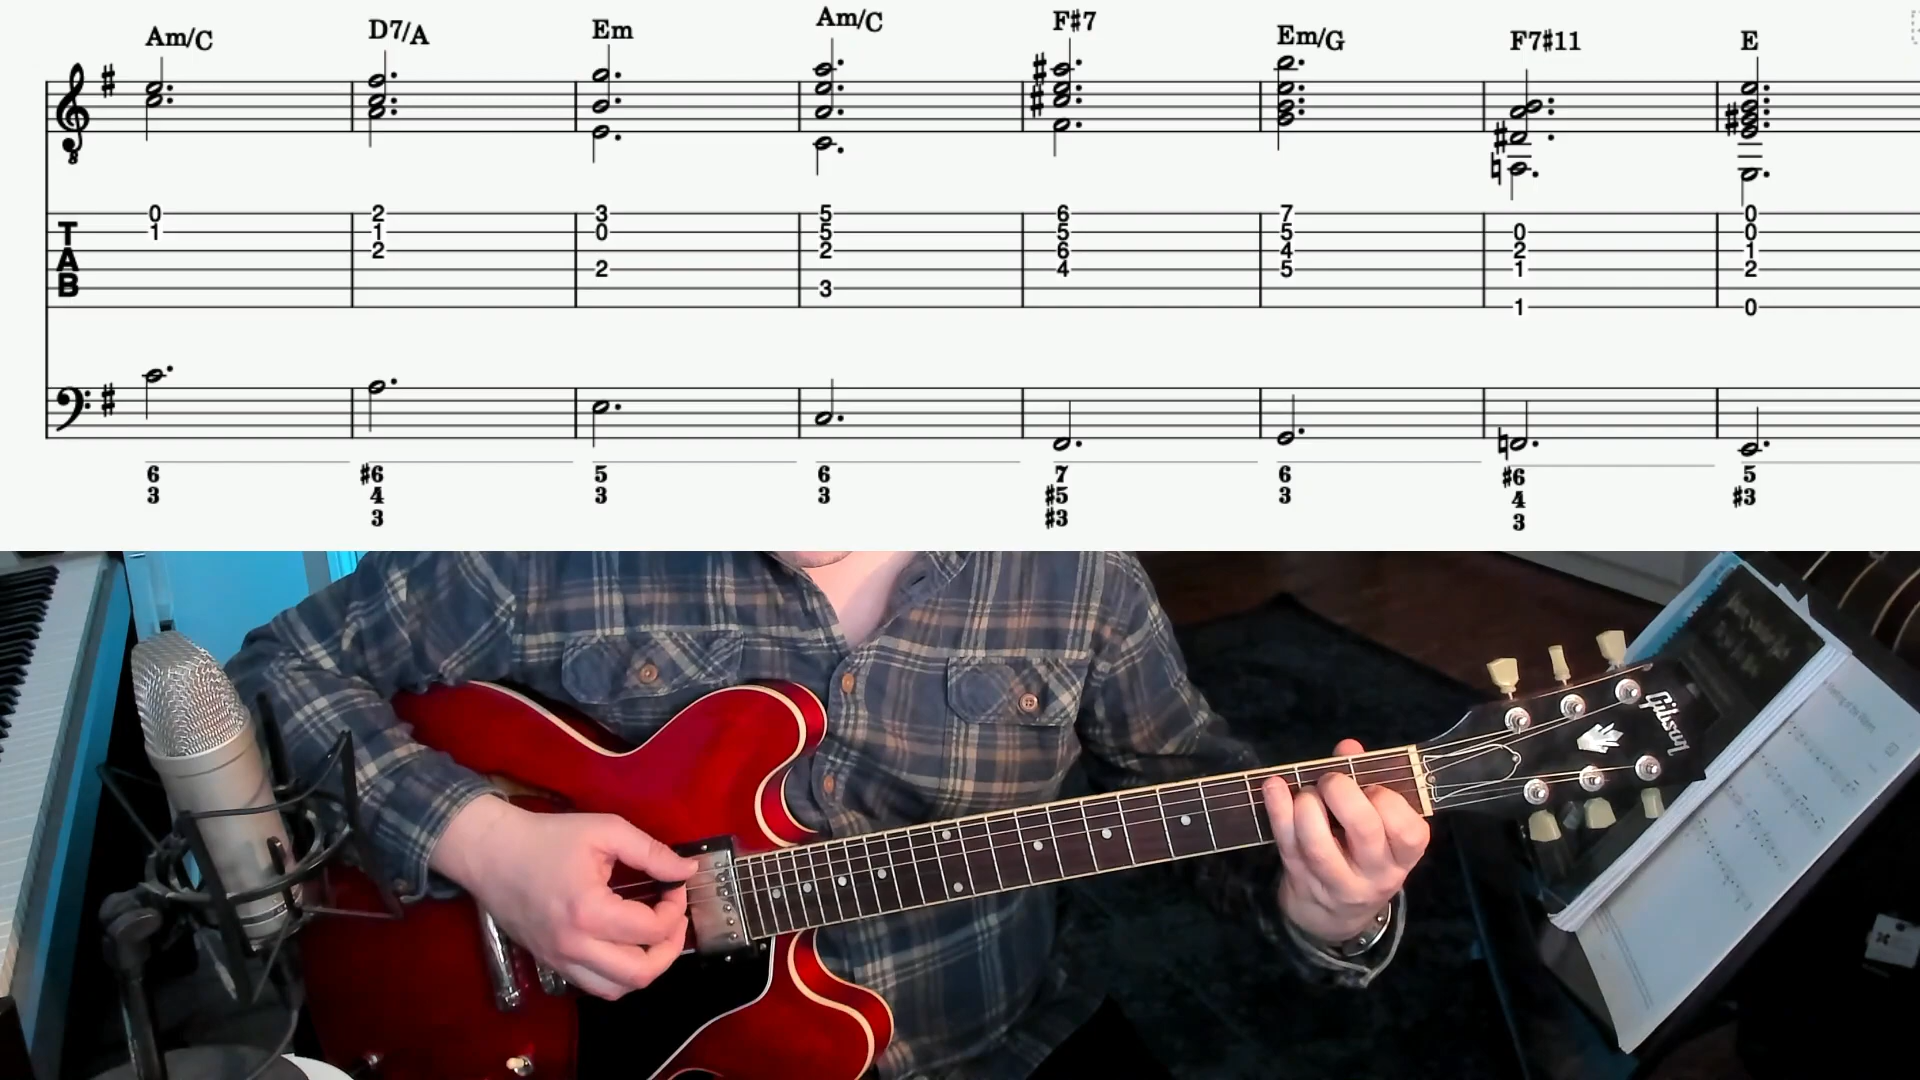 Am/C D7/A Em Am/C F#7 Em/G F7#11 E
8
0 2 3 5 6 7 0
T 1 1 0 5 5 5 0 0
2 2 6 4 2 1
A 2 4 5 1 2
B 3
1 0
6 #6 5 6 7 6 #6 5
3 4 3 3 #5 3 4 #3
3 #3 3
Gibson